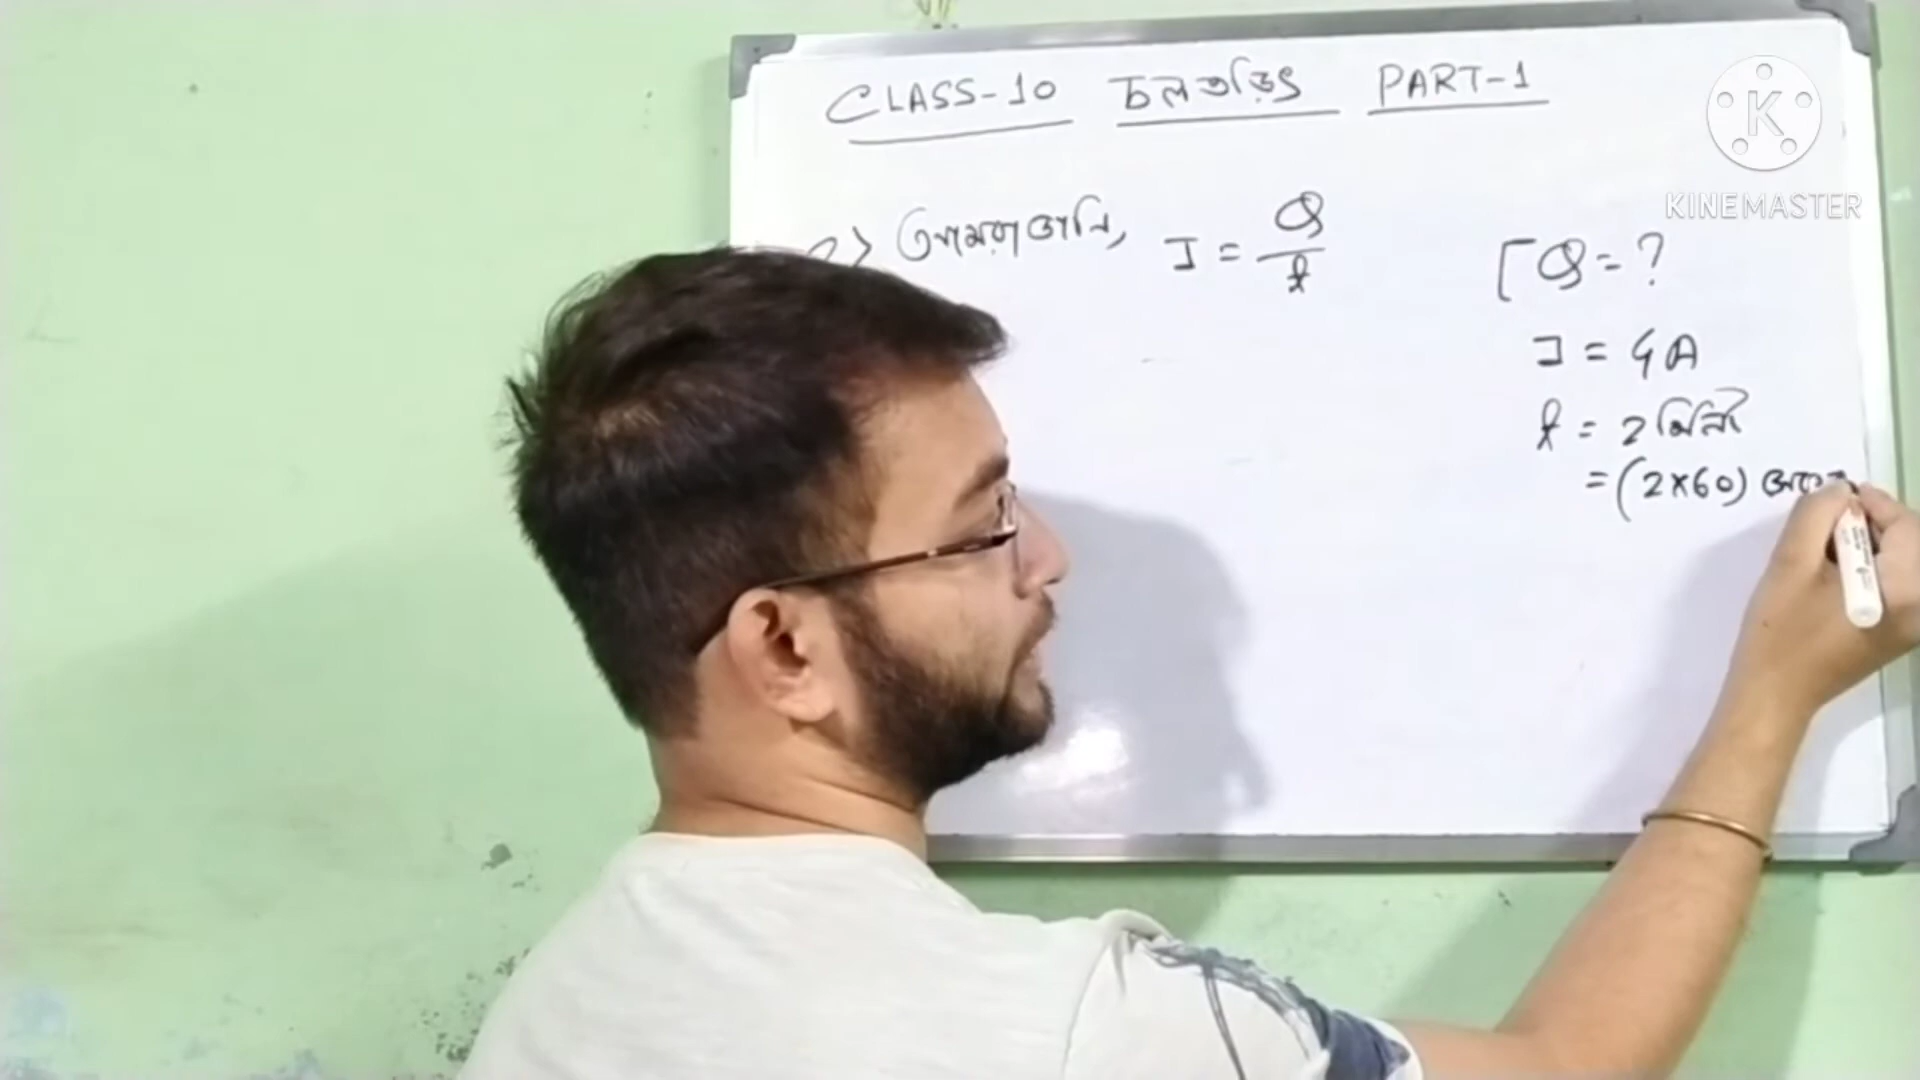 CLASS-10 চলতড়িৎ PART-1
আমরা জানি, I = Q/t
[Q = ?
I = 4A
t = 2 মিনিট
= (2×60)
K
KINEMASTER